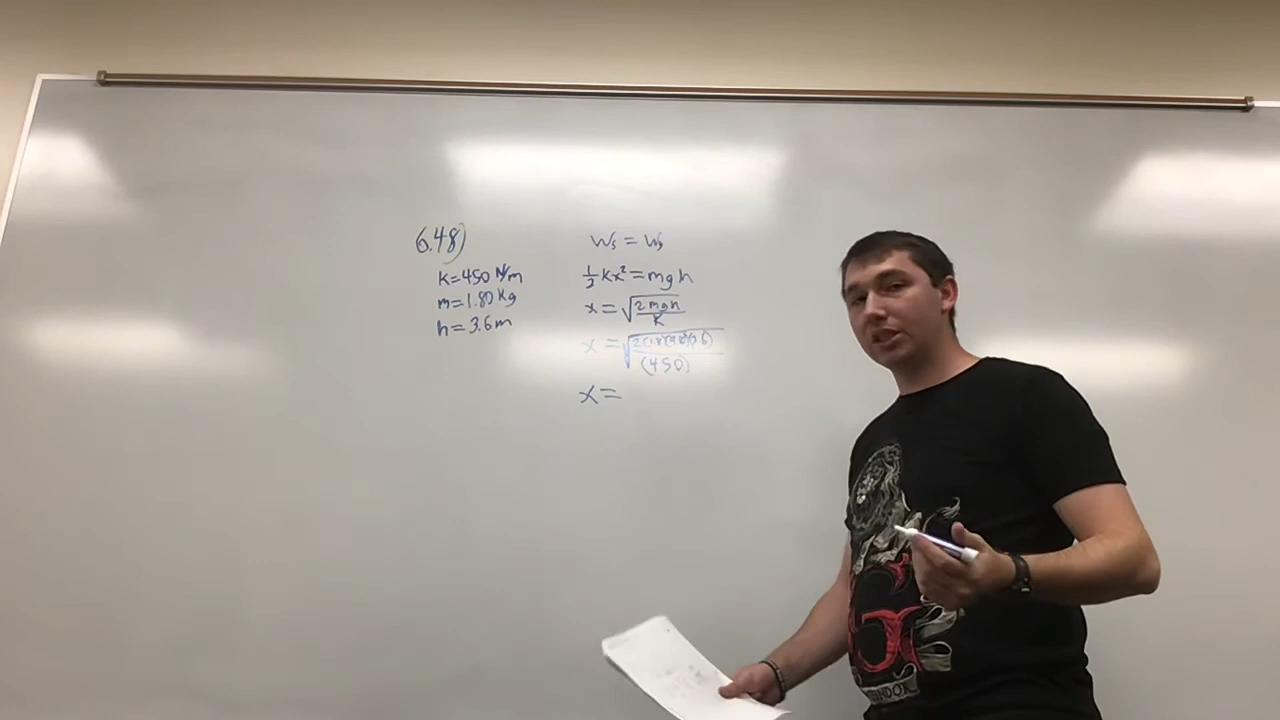 6.48)
K=450 N/m
m=1.80 kg
h=3.6m
Ws = Wg
1/2 Kx² = mgh
x = √(2mgh/K)
x = √(2(1.8)(9.8)(3.6)/(450))
x =